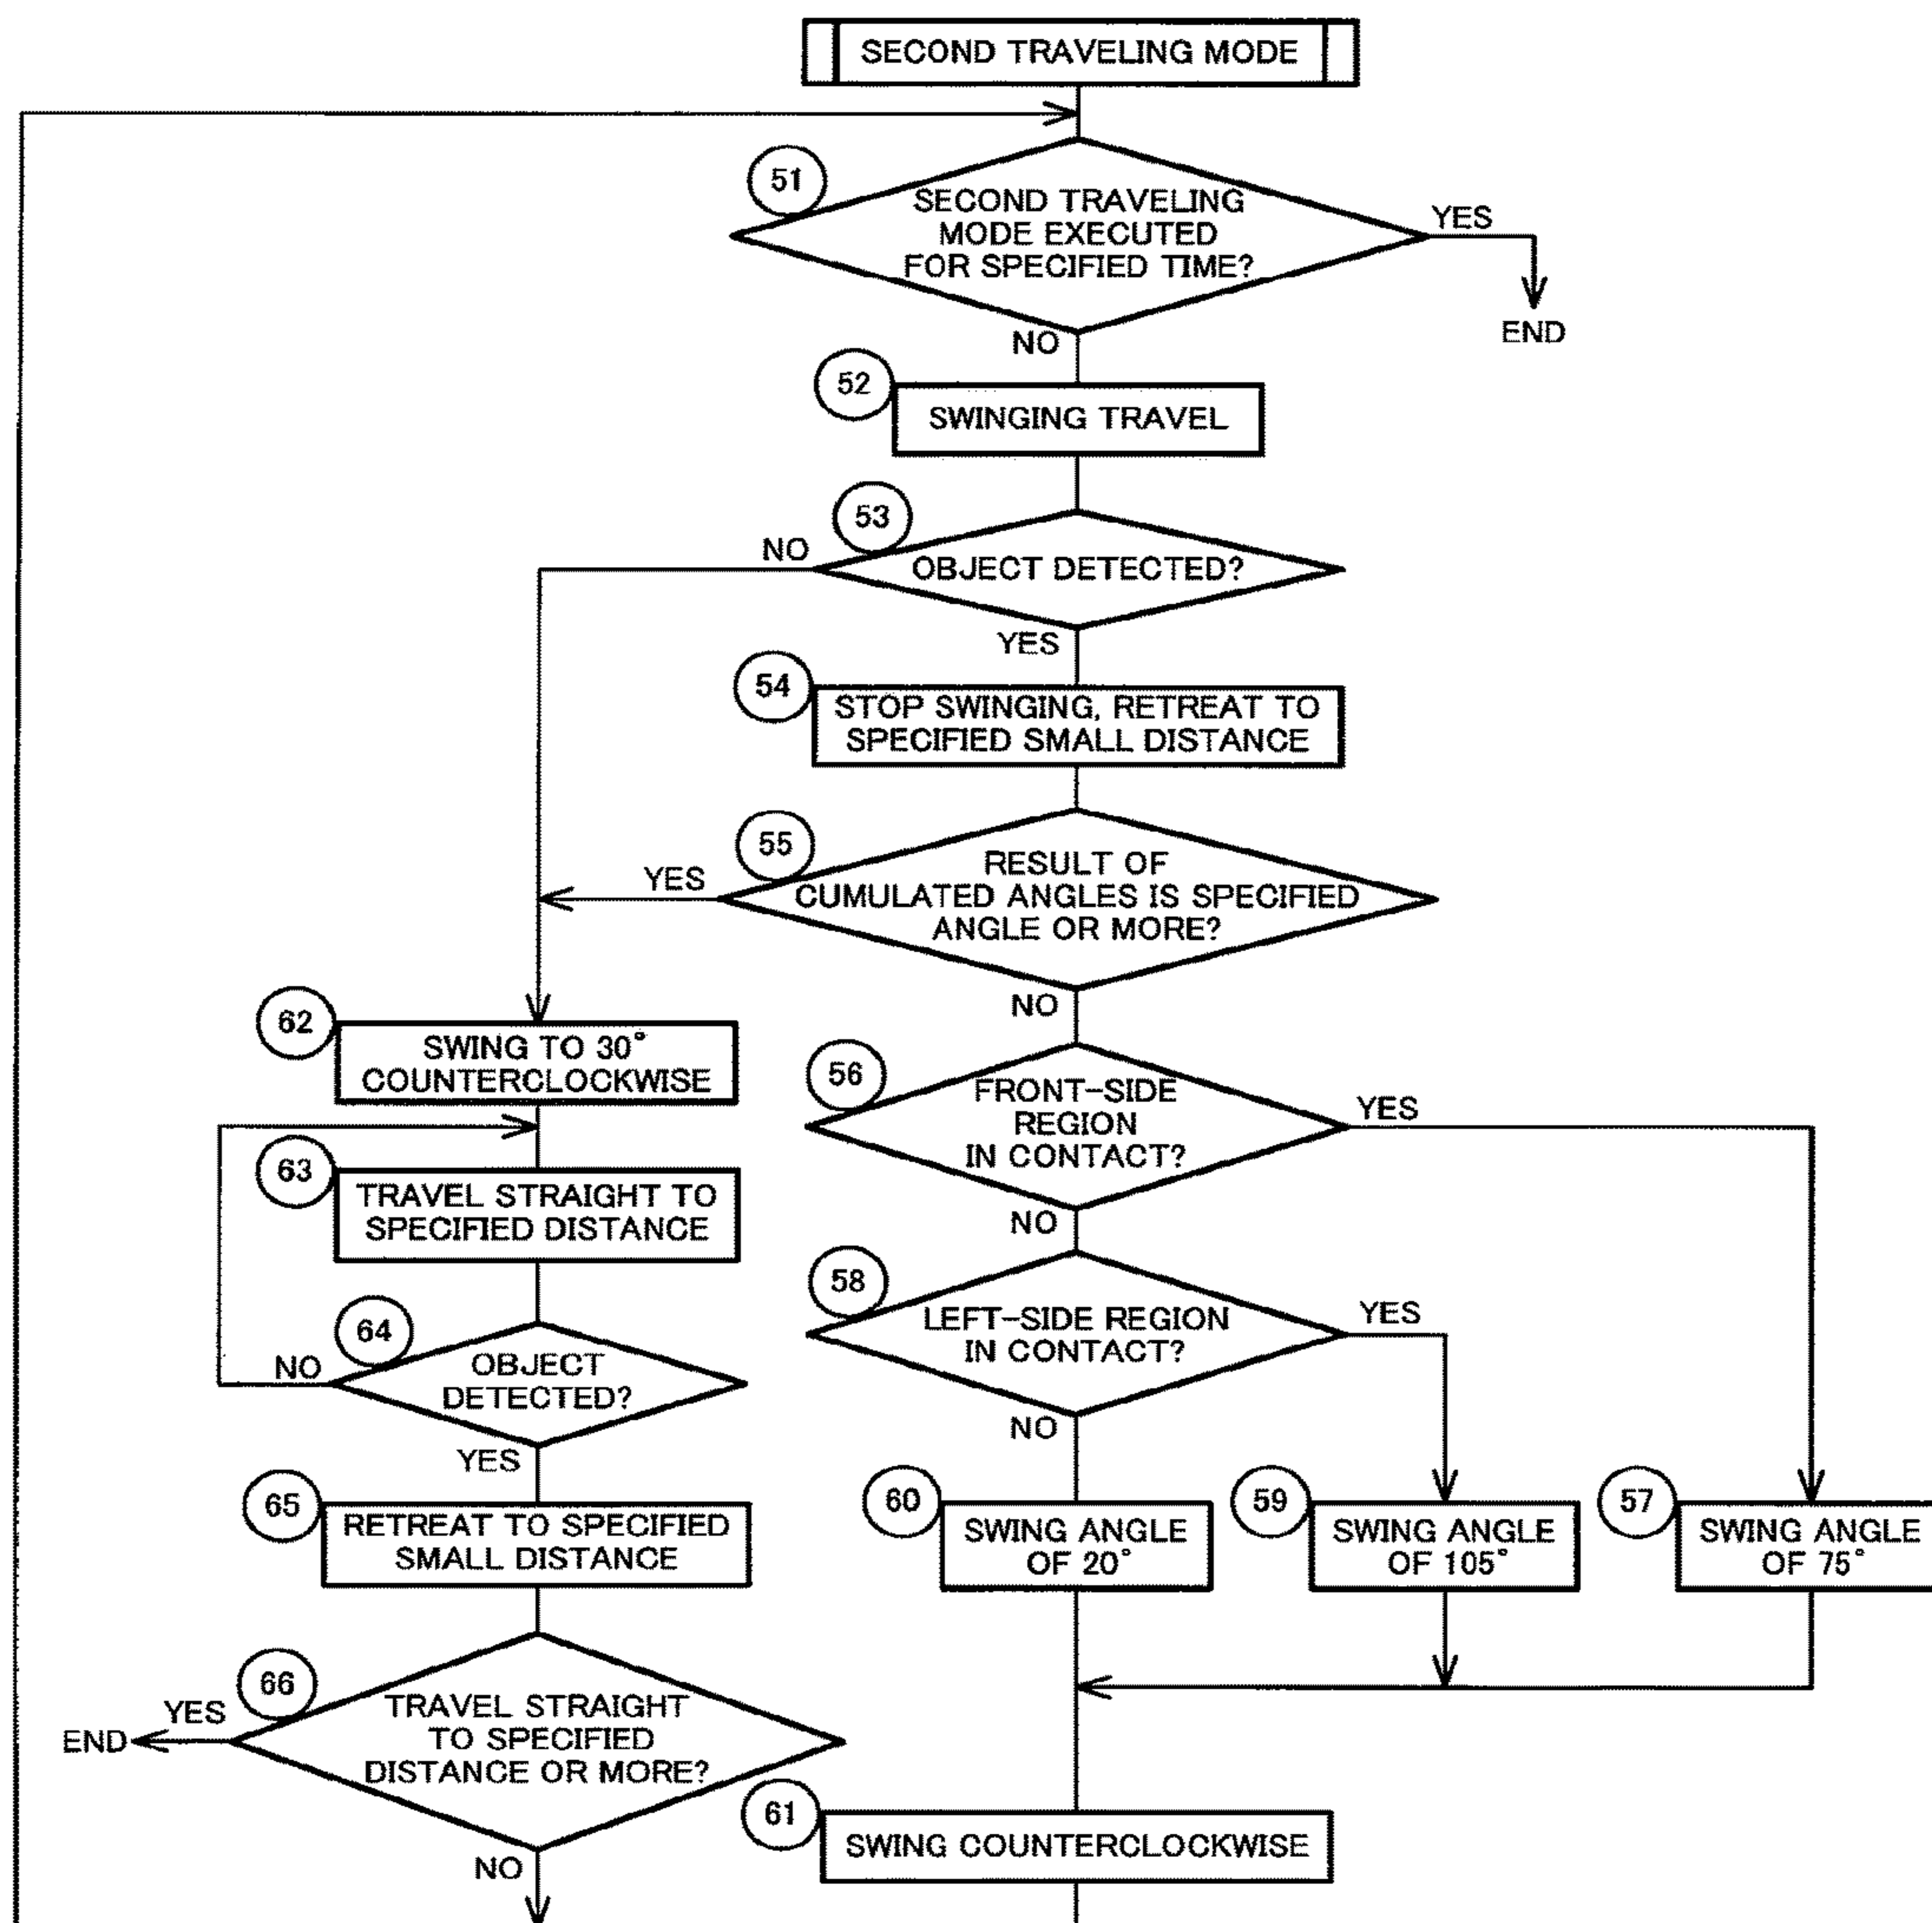 SECOND TRAVELING MODE
51
SECOND TRAVELING
MODE EXECUTED
FOR SPECIFIED TIME?
YES
END
NO
52
SWINGING TRAVEL
53
NO
OBJECT DETECTED?
YES
54
STOP SWINGING, RETREAT TO
SPECIFIED SMALL DISTANCE
55
YES
RESULT OF
CUMULATED ANGLES IS SPECIFIED
ANGLE OR MORE?
NO
62
SWING TO 30°
COUNTERCLOCKWISE
56
FRONT-SIDE
REGION
IN CONTACT?
YES
NO
63
TRAVEL STRAIGHT TO
SPECIFIED DISTANCE
58
LEFT-SIDE REGION
IN CONTACT?
YES
NO
64
NO
OBJECT
DETECTED?
YES
60
SWING ANGLE
OF 20°
59
SWING ANGLE
OF 105°
57
SWING ANGLE
OF 75°
65
RETREAT TO SPECIFIED
SMALL DISTANCE
66
YES
END
TRAVEL STRAIGHT
TO SPECIFIED
DISTANCE OR MORE?
NO
61
SWING COUNTERCLOCKWISE